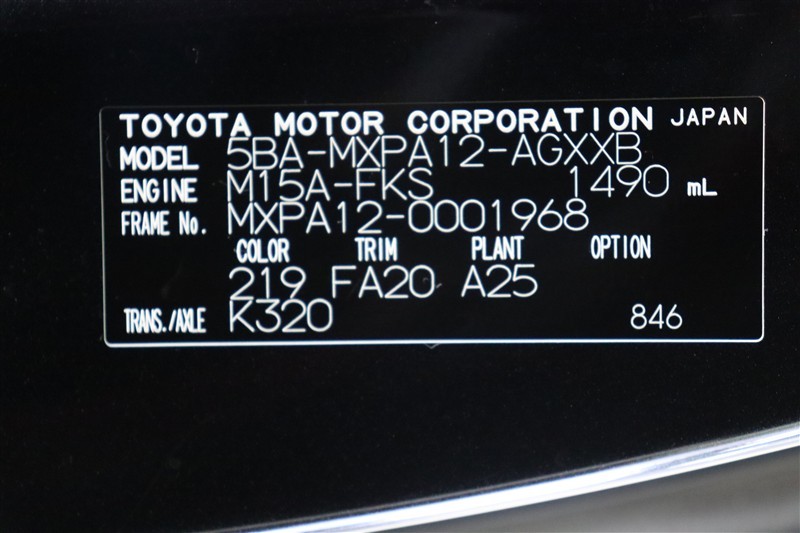 TOYOTA MOTOR CORPORATION JAPAN
MODEL 5BA-MXPA12-AGXXB
ENGINE M15A-FKS 1490 mL
FRAME No. MXPA12-0001968
COLOR TRIM PLANT OPTION
219 FA20 A25
TRANS./AXLE K320 846